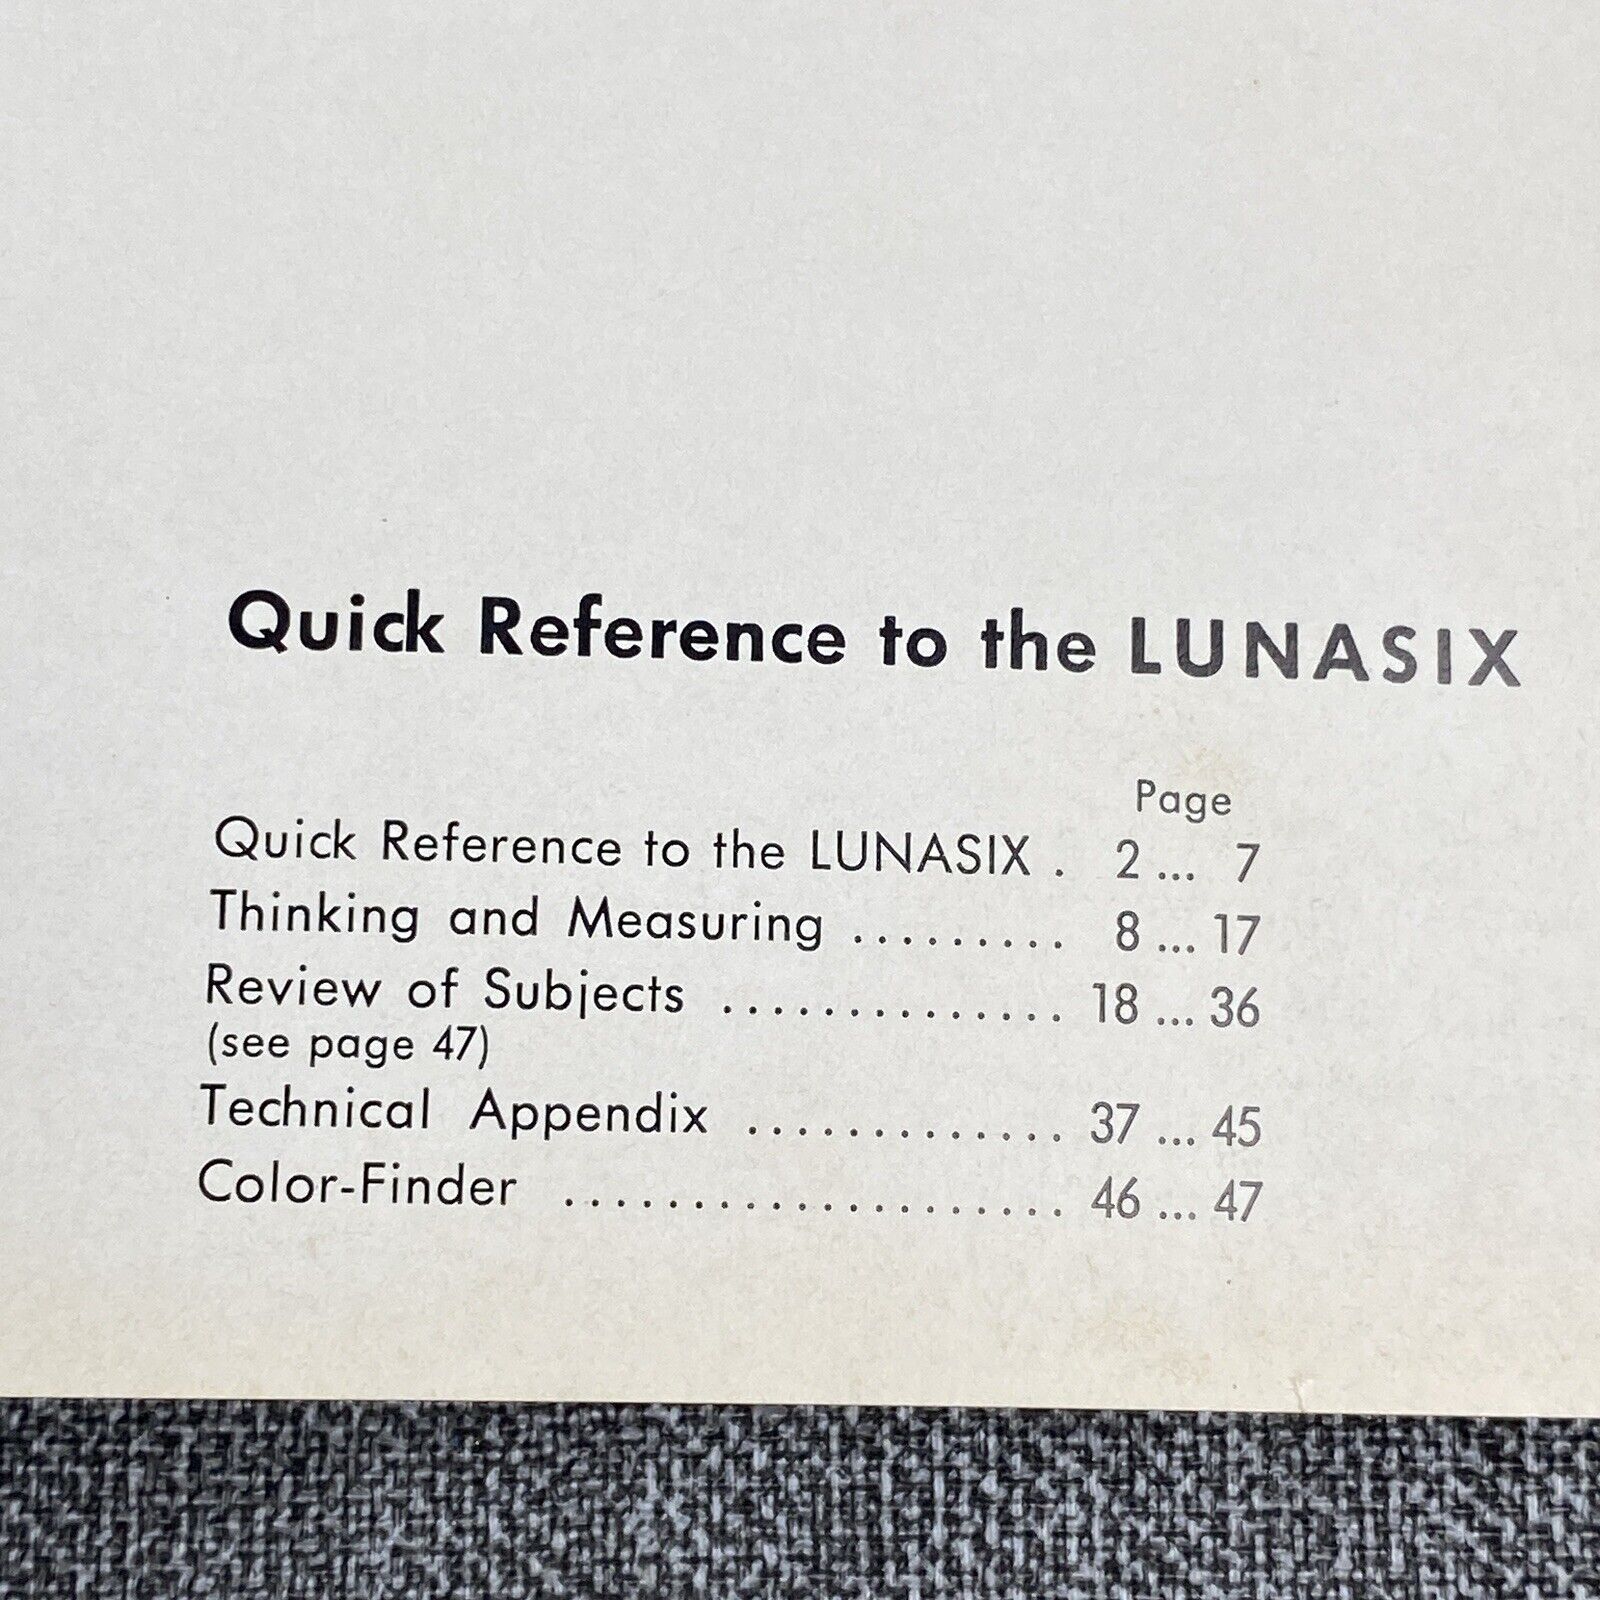 Quick Reference to the LUNASIX
Page
Quick Reference to the LUNASIX . 2 ... 7
Thinking and Measuring ......... 8 ... 17
Review of Subjects .............. 18 ... 36
(see page 47)
Technical Appendix ............. 37 ... 45
Color-Finder .................... 46 ... 47